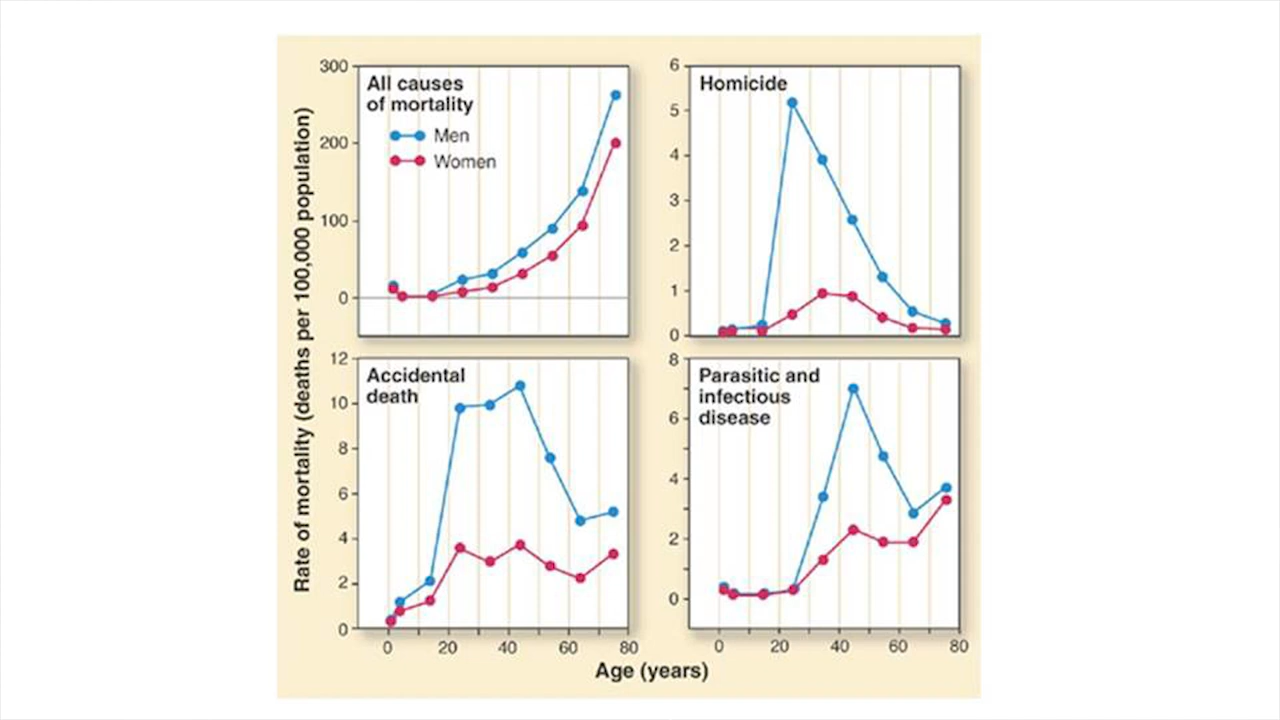 Rate of mortality (deaths per 100,000 population)
All causes
of mortality
Men
Women
300
200
100
0
Homicide
6
5
4
3
2
1
0
Accidental
death
12
10
8
6
4
2
0
0 20 40 60 80
Parasitic and
infectious
disease
8
6
4
2
0
0 20 40 60 80
Age (years)